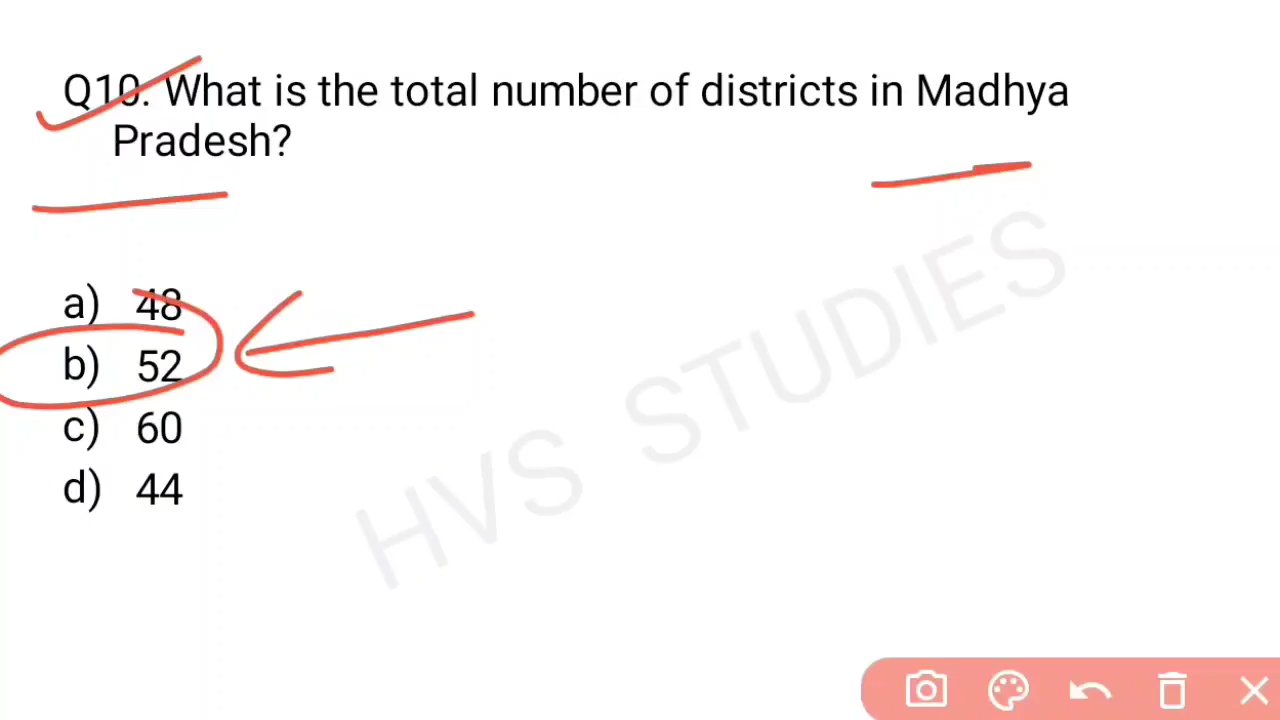 Q10. What is the total number of districts in Madhya
Pradesh?
a) 48
b) 52
c) 60
d) 44
HVS STUDIES